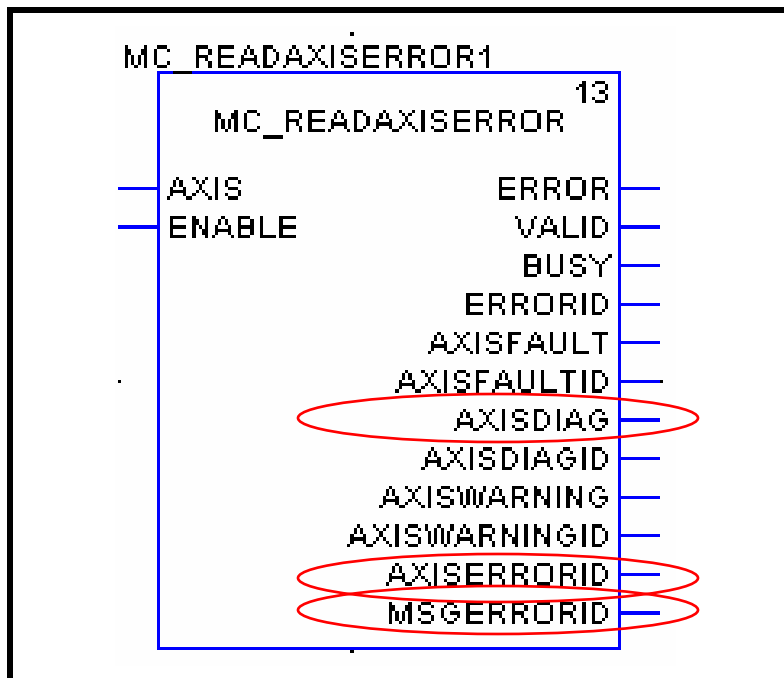 MC_READAXISERROR1
13
MC_READAXISERROR
AXIS ERROR
ENABLE VALID
BUSY
ERRORID
AXISFAULT
AXISFAULTID
AXISDIAG
AXISDIAGID
AXISWARNING
AXISWARNINGID
AXISERRORID
MSGERRORID